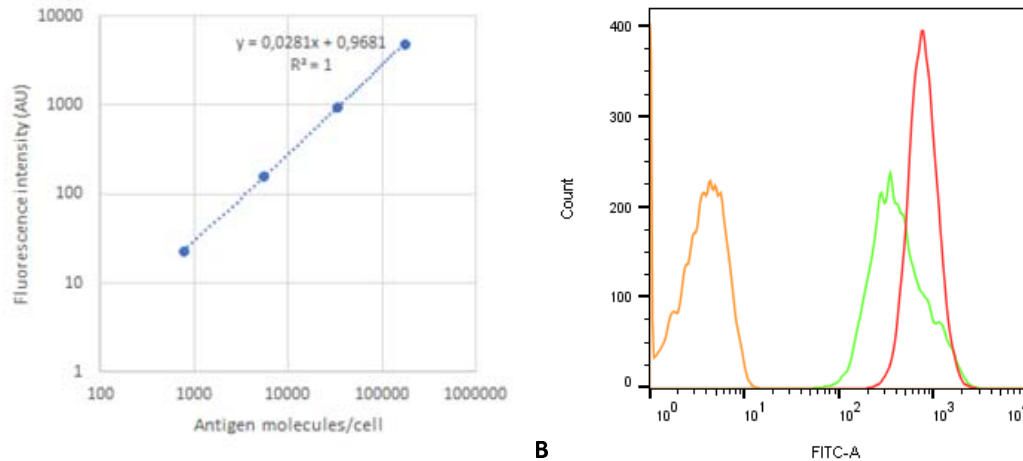 10000
1000
100
10
1
Fluorescence intensity (AU)
y = 0,0281x + 0,9681
R² = 1
100 1000 10000 100000 1000000
Antigen molecules/cell
B
400
300
200
100
0
Count
10⁰ 10¹ 10² 10³
FITC-A